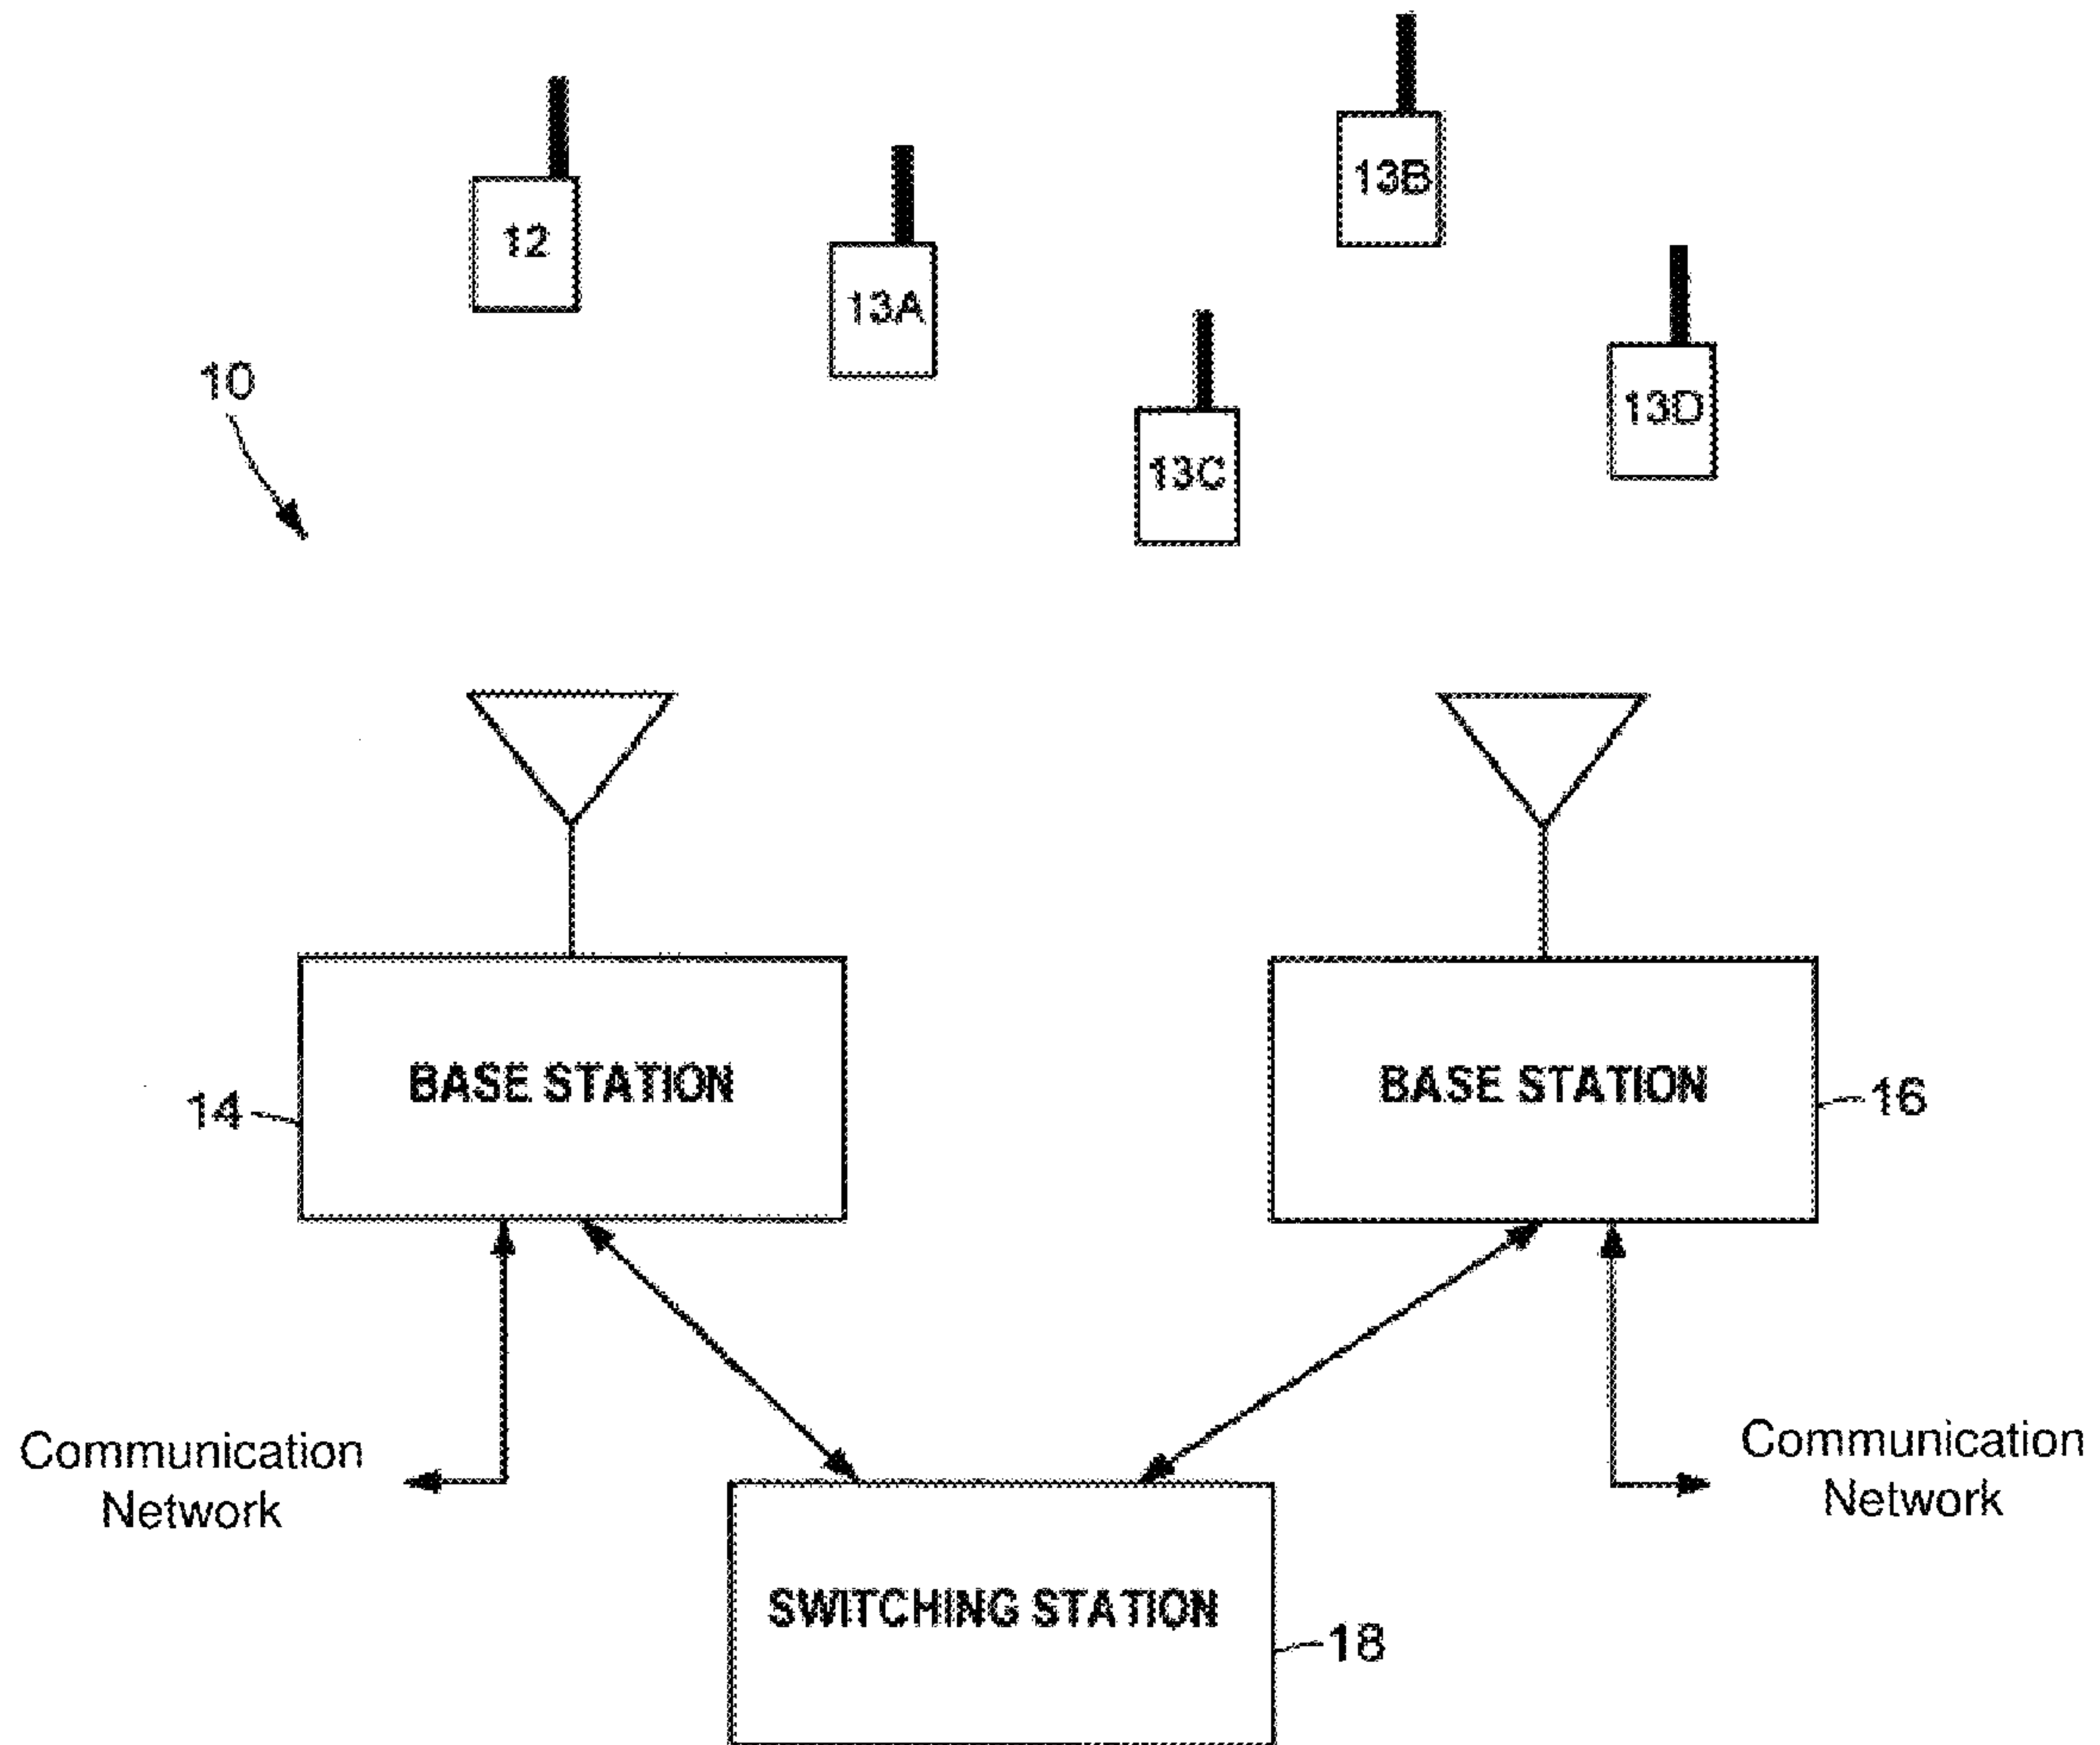 13B
12
13A
10
13D
13C
BASE STATION
BASE STATION
14
16
Communication
Network
Communication
Network
SWITCHING STATION
18